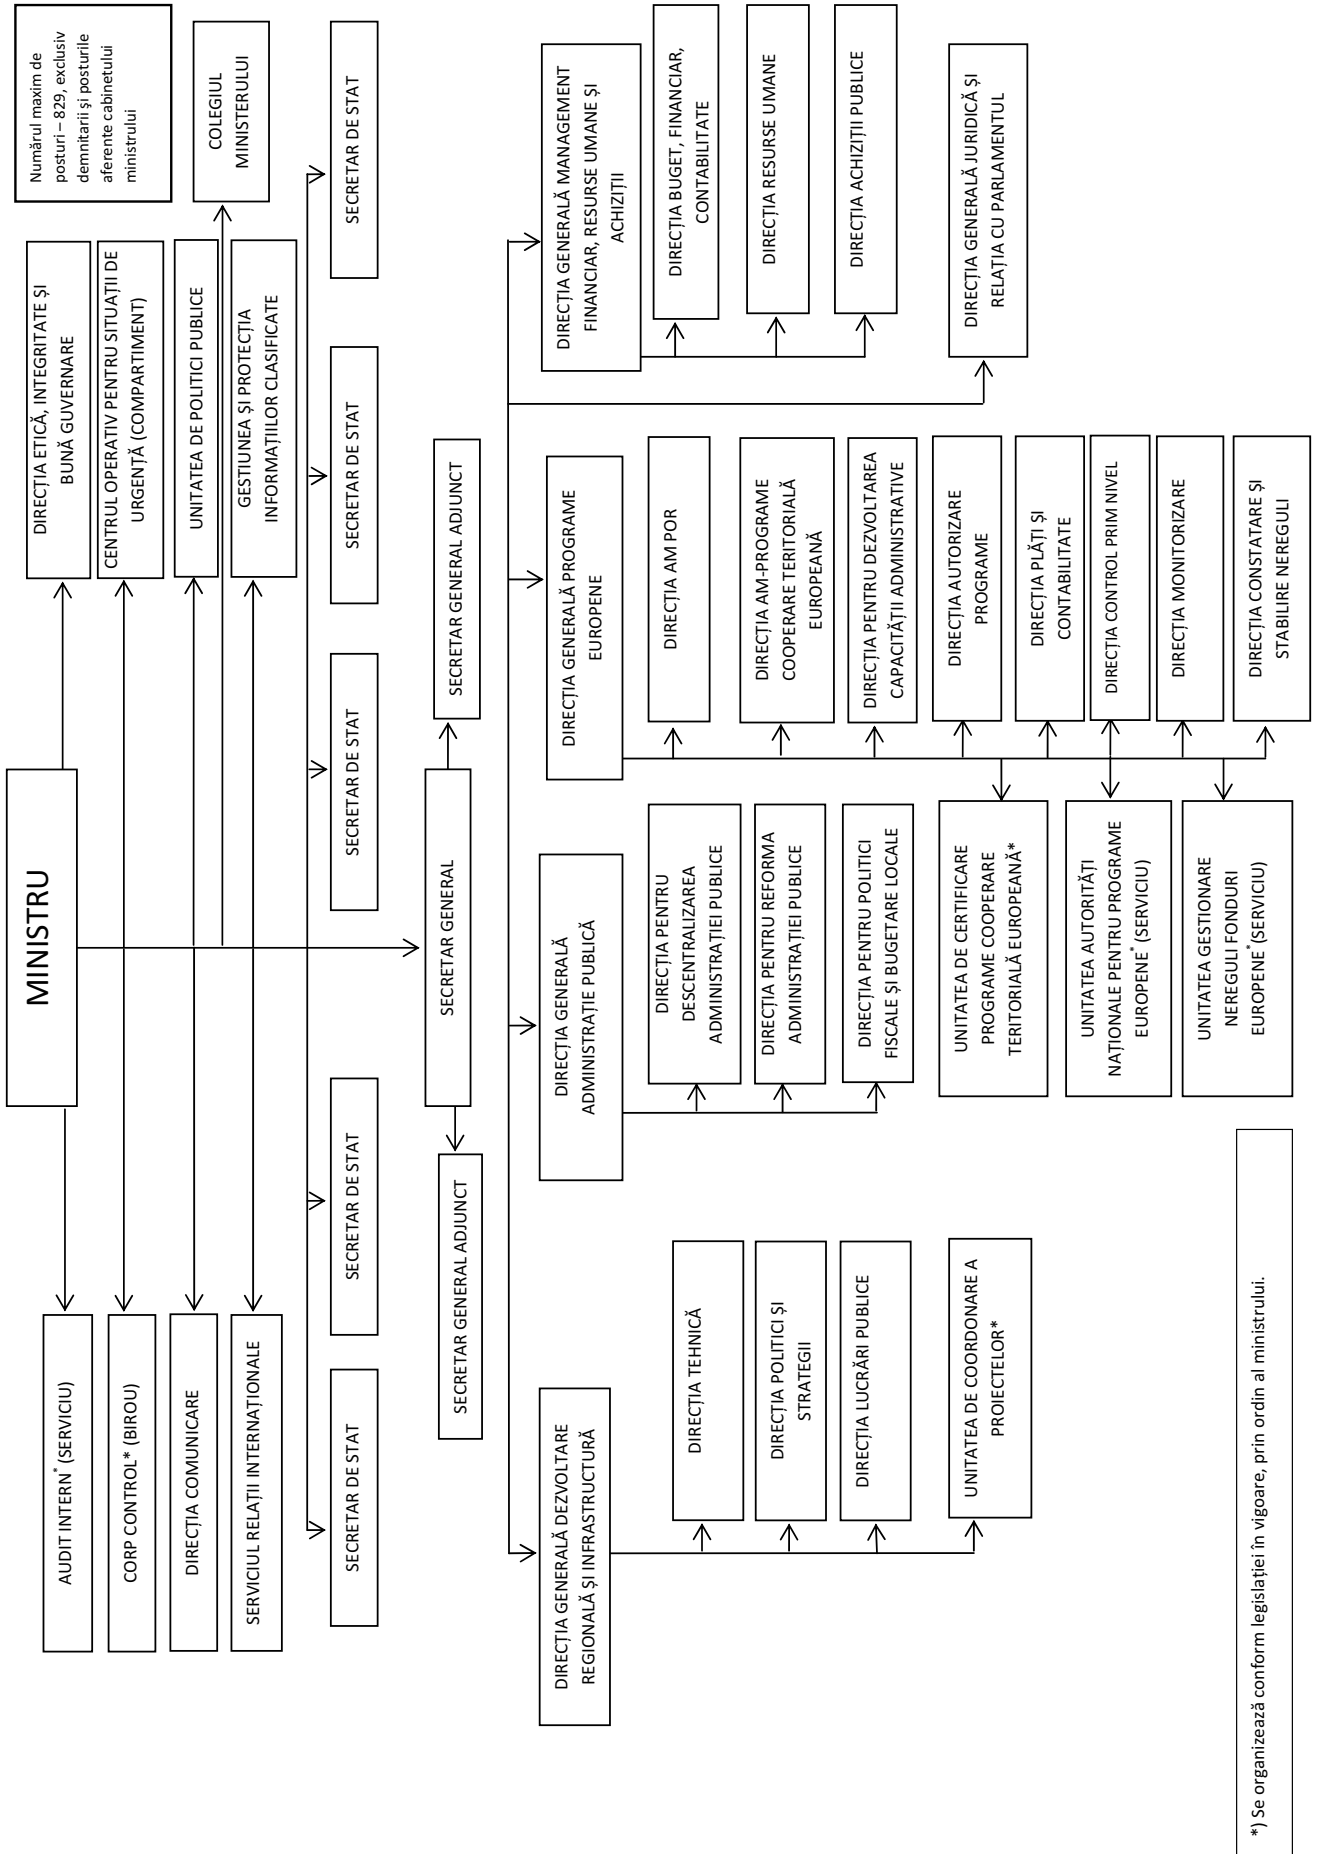 Numărul maxim de
posturi – 829, exclusiv
demnitarii și posturile
aferente cabinetului
ministrului
MINISTRU
AUDIT INTERN* (SERVICIU)
DIRECȚIA ETICĂ, INTEGRITATE ȘI
BUNĂ GUVERNARE
CORP CONTROL* (BIROU)
CENTRUL OPERATIV PENTRU SITUAȚII DE
URGENȚĂ (COMPARTIMENT)
DIRECȚIA COMUNICARE
UNITATEA DE POLITICI PUBLICE
COLEGIUL
MINISTERULUI
SERVICIUL RELAȚII INTERNAȚIONALE
GESTIUNEA ȘI PROTECȚIA
INFORMAȚIILOR CLASIFICATE
SECRETAR DE STAT
SECRETAR DE STAT
SECRETAR DE STAT
SECRETAR DE STAT
SECRETAR DE STAT
SECRETAR GENERAL ADJUNCT
SECRETAR GENERAL
SECRETAR GENERAL ADJUNCT
DIRECȚIA GENERALĂ DEZVOLTARE
REGIONALĂ ȘI INFRASTRUCTURĂ
DIRECȚIA TEHNICĂ
DIRECȚIA POLITICI ȘI
STRATEGII
DIRECȚIA LUCRĂRI PUBLICE
UNITATEA DE COORDONARE A
PROIECTELOR*
DIRECȚIA GENERALĂ
ADMINISTRAȚIE PUBLICĂ
DIRECȚIA PENTRU
DESCENTRALIZAREA
ADMINISTRAȚIEI PUBLICE
DIRECȚIA PENTRU REFORMA
ADMINISTRAȚIEI PUBLICE
DIRECȚIA PENTRU POLITICI
FISCALE ȘI BUGETARE LOCALE
DIRECȚIA GENERALĂ PROGRAME
EUROPENE
DIRECȚIA AM POR
DIRECȚIA AM-PROGRAME
COOPERARE TERITORIALĂ
EUROPEANĂ
DIRECȚIA PENTRU DEZVOLTAREA
CAPACITĂȚII ADMINISTRATIVE
DIRECȚIA AUTORIZARE
PROGRAME
DIRECȚIA PLĂȚI ȘI
CONTABILITATE
DIRECȚIA CONTROL PRIM NIVEL
DIRECȚIA MONITORIZARE
DIRECȚIA CONSTATARE ȘI
STABILIRE NEREGULI
UNITATEA DE CERTIFICARE
PROGRAME COOPERARE
TERITORIALĂ EUROPEANĂ*
UNITATEA AUTORITĂȚI
NAȚIONALE PENTRU PROGRAME
EUROPENE* (SERVICIU)
UNITATEA GESTIONARE
NEREGULI FONDURI
EUROPENE* (SERVICIU)
DIRECȚIA GENERALĂ MANAGEMENT
FINANCIAR, RESURSE UMANE ȘI
ACHIZIȚII
DIRECȚIA BUGET, FINANCIAR,
CONTABILITATE
DIRECȚIA RESURSE UMANE
DIRECȚIA ACHIZIȚII PUBLICE
DIRECȚIA GENERALĂ JURIDICĂ ȘI
RELAȚIA CU PARLAMENTUL
*) Se organizează conform legislației în vigoare, prin ordin al ministrului.